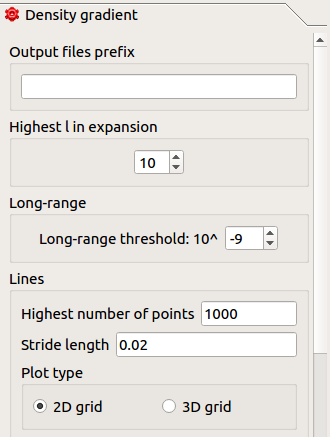 Density gradient
Output files prefix
Highest l in expansion
10
Long-range
Long-range threshold: 10^ -9
Lines
Highest number of points 1000
Stride length 0.02
Plot type
2D grid 3D grid